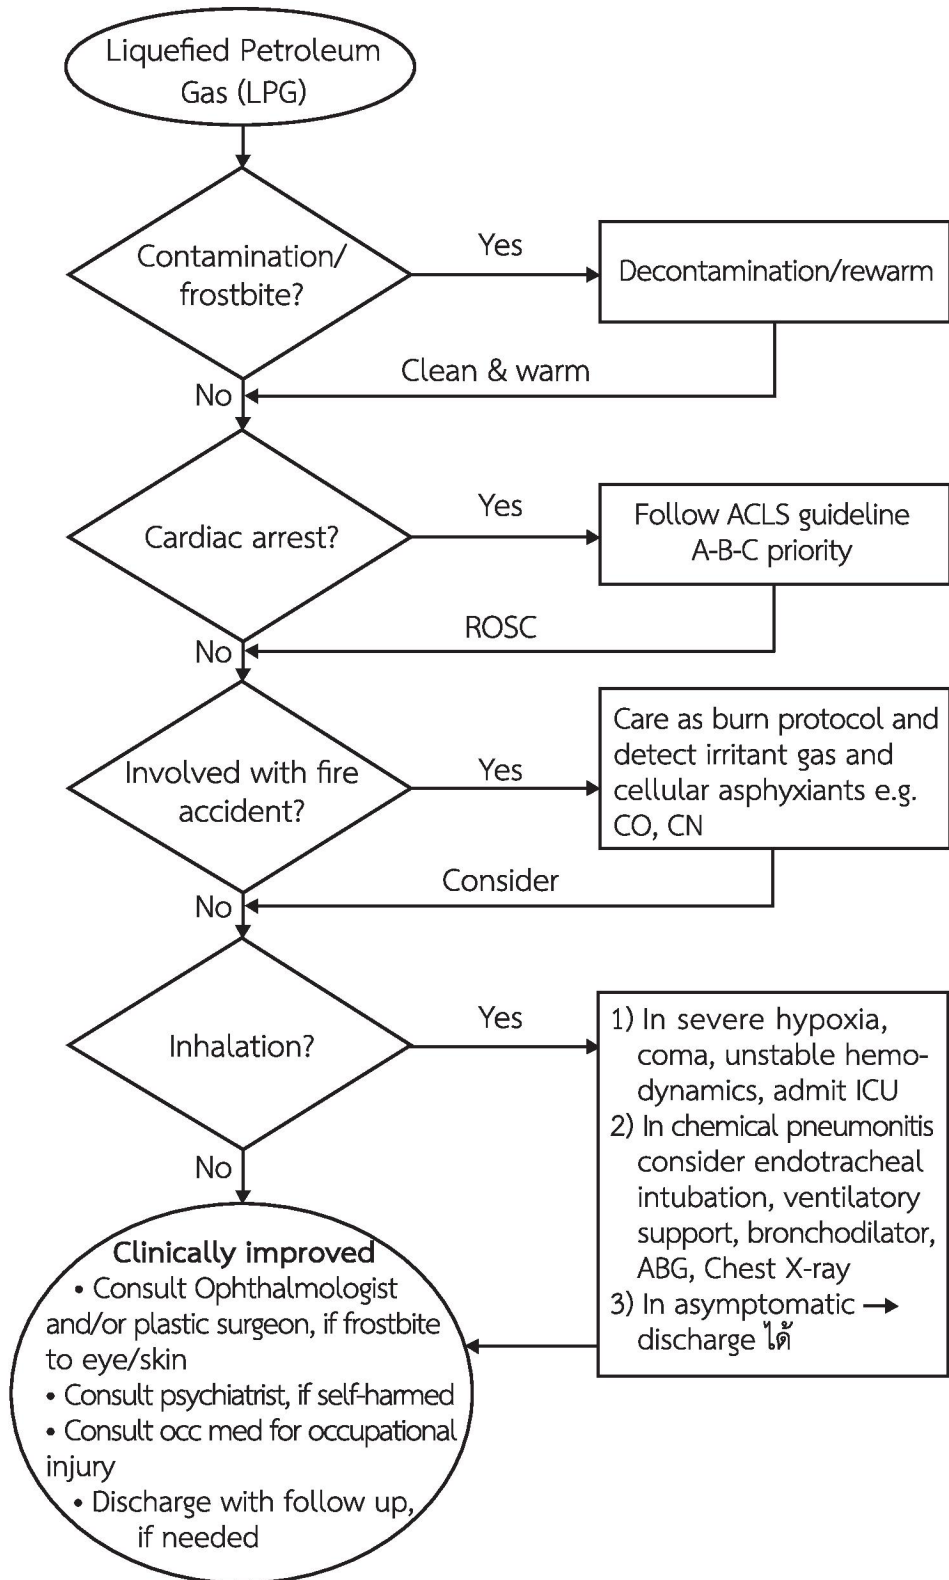 Liquefied Petroleum
Gas (LPG)
Contamination/
frostbite?
Yes
Decontamination/rewarm
Clean & warm
No
Cardiac arrest?
Yes
Follow ACLS guideline
A-B-C priority
ROSC
No
Involved with fire
accident?
Yes
Care as burn protocol and
detect irritant gas and
cellular asphyxiants e.g.
CO, CN
Consider
No
Inhalation?
Yes
1) In severe hypoxia,
coma, unstable hemo-
dynamics, admit ICU
2) In chemical pneumonitis
consider endotracheal
intubation, ventilatory
support, bronchodilator,
ABG, Chest X-ray
3) In asymptomatic →
discharge ได้
No
Clinically improved
• Consult Ophthalmologist
and/or plastic surgeon, if frostbite
to eye/skin
• Consult psychiatrist, if self-harmed
• Consult occ med for occupational
injury
• Discharge with follow up,
if needed